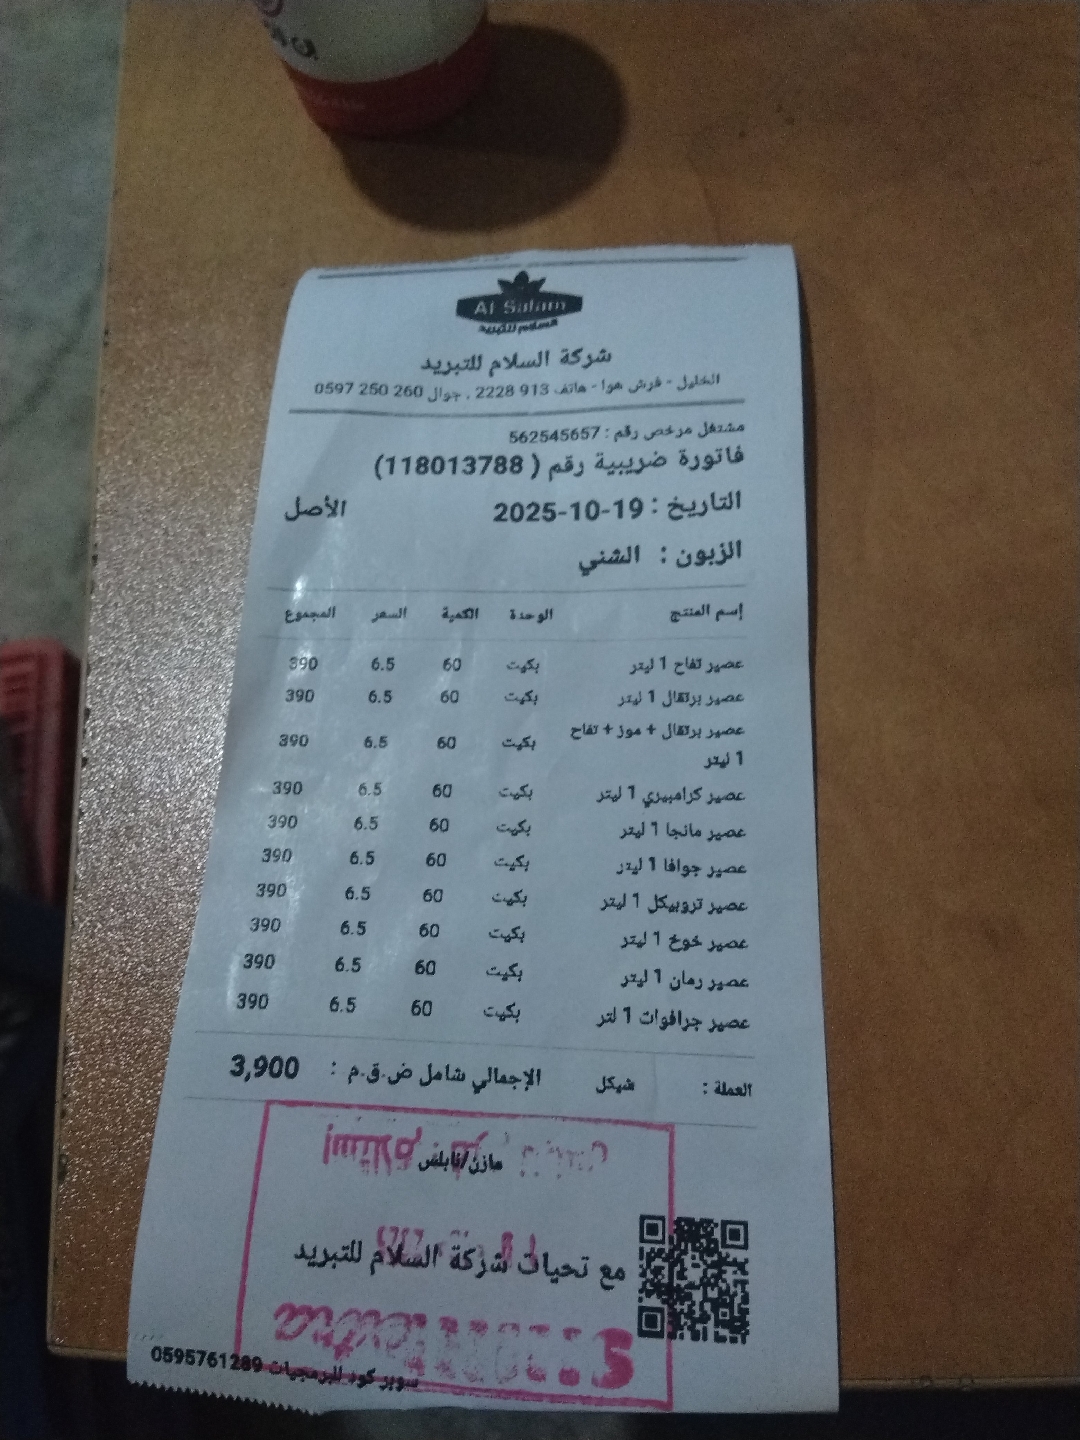 Al Salam
السلام للتبريد
شركة السلام للتبريد
الخليل - فرش هوا - هاتف 913 2228 ، جوال 260 250 0597
مشتغل مرخص رقم : 562545657
فاتورة ضريبية رقم ( 118013788)
التاريخ : 19-10-2025 الأصل
الزبون : الشني
إسم المنتج الوحدة الكمية السعر المجموع
عصير تفاح 1 ليتر بكيت 60 6.5 390
عصير برتقال 1 ليتر بكيت 60 6.5 390
عصير برتقال + موز + تفاح 1 ليتر بكيت 60 6.5 390
عصير كرامبيري 1 ليتر بكيت 60 6.5 390
عصير مانجا 1 ليتر بكيت 60 6.5 390
عصير جوافا 1 ليتر بكيت 60 6.5 390
عصير تروبيكل 1 ليتر بكيت 60 6.5 390
عصير خوخ 1 ليتر بكيت 60 6.5 390
عصير رمان 1 ليتر بكيت 60 6.5 390
عصير جرافوات 1 لتر بكيت 60 6.5 390
العملة : شيكل الإجمالي شامل ض.ق.م : 3,900
مازن/نابلس
مع تحيات شركة السلام للتبريد
سوبر كود للبرمجيات 0595761289